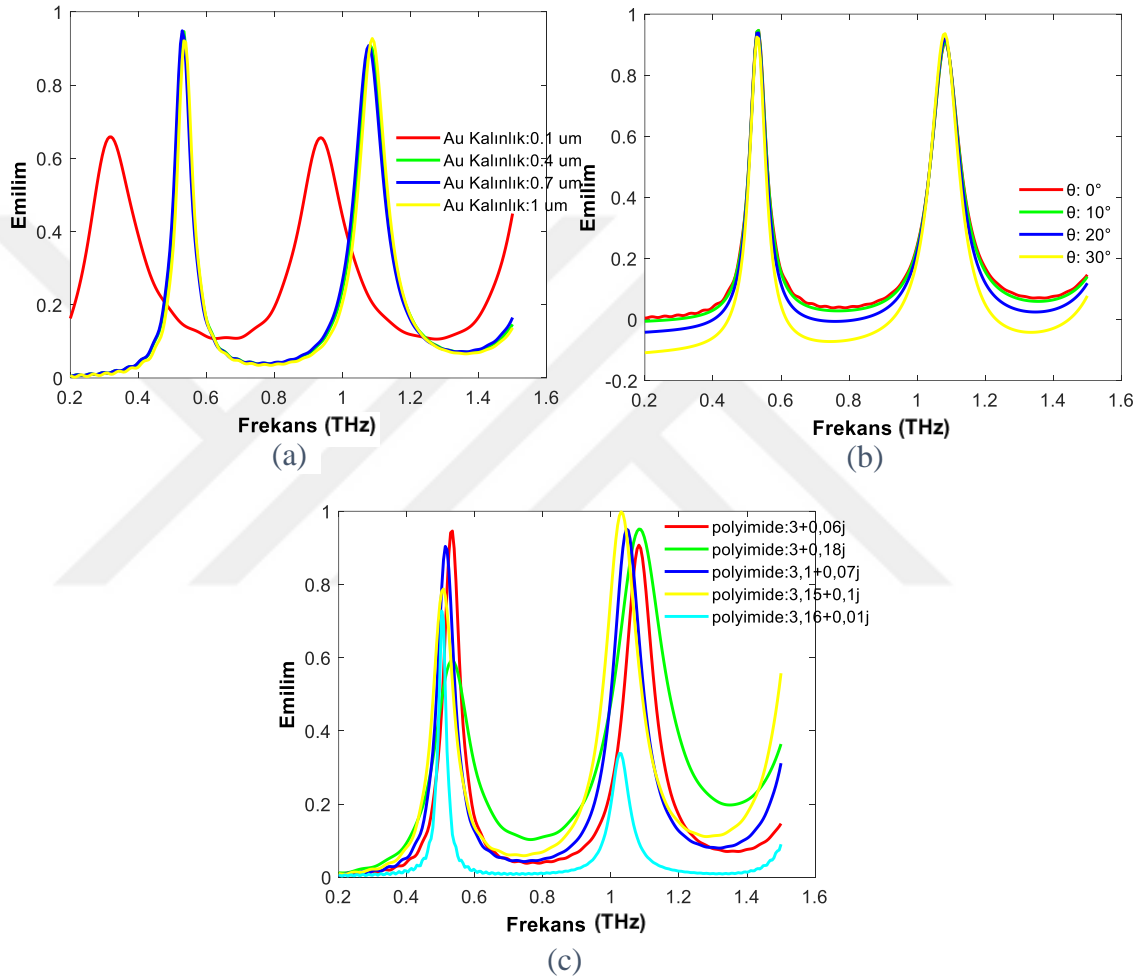 1
0.8
0.6
0.4
0.2
0
Emilim
Au Kalınlık:0.1 um
Au Kalınlık:0.4 um
Au Kalınlık:0.7 um
Au Kalınlık:1 um
0.2 0.4 0.6 0.8 1 1.2 1.4 1.6
Frekans (THz)
(a)
1
0.8
0.6
0.4
0.2
0
-0.2
Emilim
θ: 0°
θ: 10°
θ: 20°
θ: 30°
0.2 0.4 0.6 0.8 1 1.2 1.4 1.6
Frekans (THz)
(b)
1
0.8
0.6
0.4
0.2
0
Emilim
polyimide:3+0,06j
polyimide:3+0,18j
polyimide:3,1+0,07j
polyimide:3,15+0,1j
polyimide:3,16+0,01j
0.2 0.4 0.6 0.8 1 1.2 1.4 1.6
Frekans (THz)
(c)